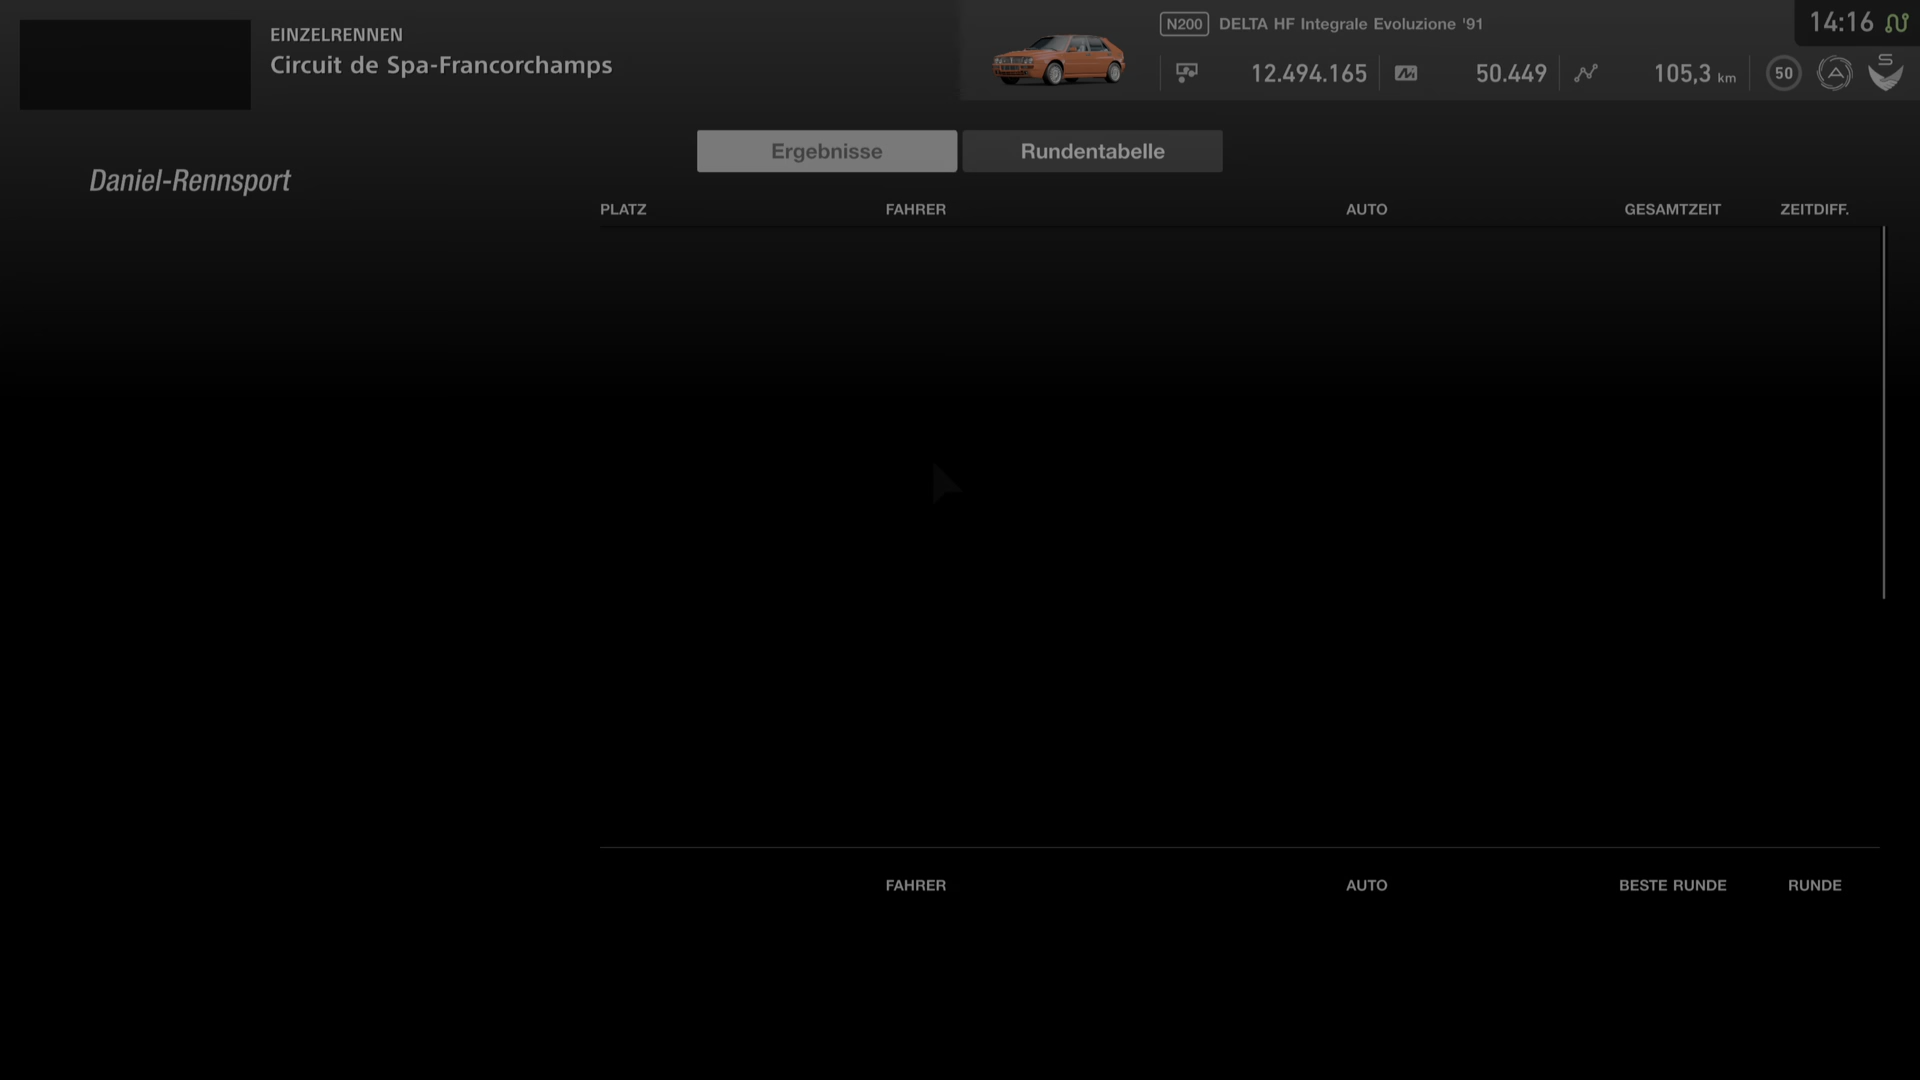 EINZELRENNEN
Circuit de Spa-Francorchamps
N200 DELTA HF Integrale Evoluzione '91
14:16
12.494.165 50.449 105,3 km 50 A S
Ergebnisse Rundentabelle
Daniel-Rennsport
PLATZ FAHRER AUTO GESAMTZEIT ZEITDIFF.
FAHRER AUTO BESTE RUNDE RUNDE